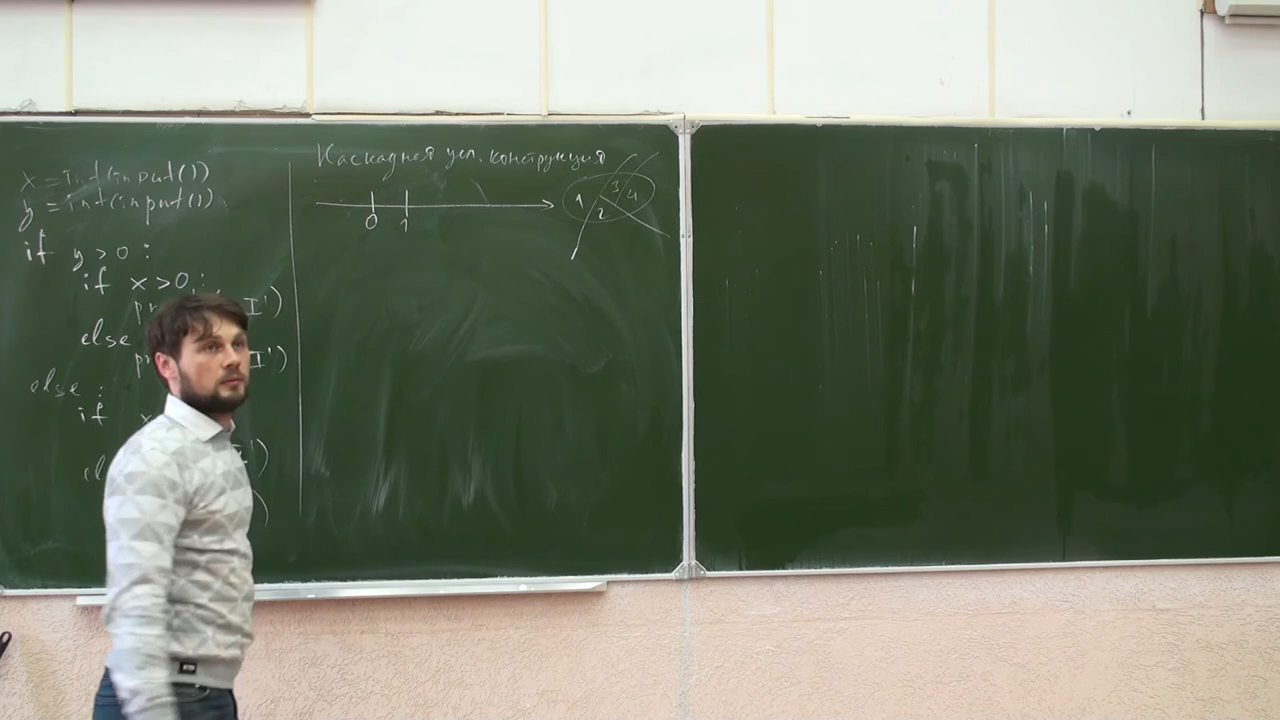 x = int(input())
y = int(input())
if y > 0 :
if x > 0 :
I')
else
I')
else :
if x
')
)
Каскадная усл. конструкция
0 1
1 2 3 4